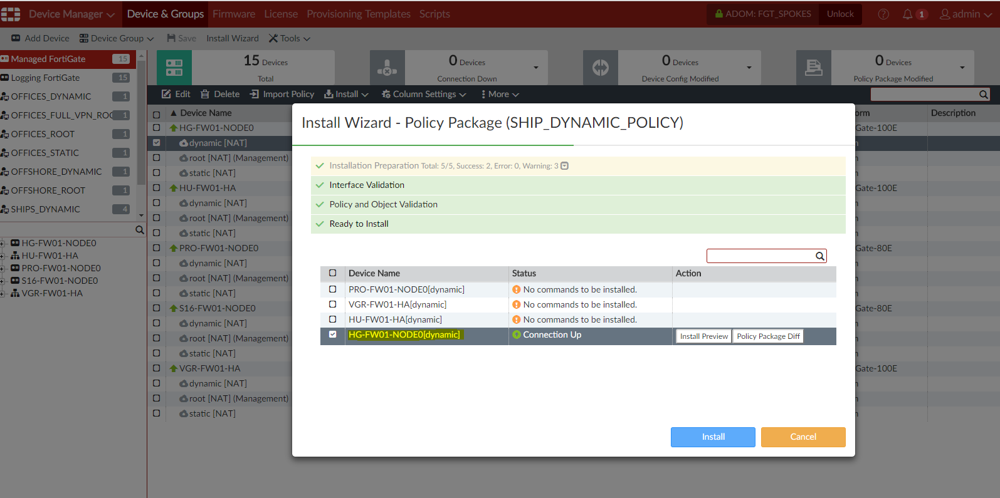 Device Manager Device & Groups Firmware License Provisioning Templates Scripts ADOM: FGT_SPOKES Unlock 1 admin
Add Device Device Group Save Install Wizard Tools
Managed FortiGate 15
Logging FortiGate 15
OFFICES_DYNAMIC 1
OFFICES_FULL_VPN_ROO 1
OFFICES_ROOT 1
OFFICES_STATIC 1
OFFSHORE_DYNAMIC 1
OFFSHORE_ROOT 1
SHIPS_DYNAMIC 4
HG-FW01-NODE0
HU-FW01-HA
PRO-FW01-NODE0
S16-FW01-NODE0
VGR-FW01-HA
15 Devices
Total
0 Devices
Connection Down
0 Devices
Device Config Modified
0 Devices
Policy Package Modified
Edit Delete Import Policy Install Column Settings More
Device Name
HG-FW01-NODE0
dynamic [NAT]
root [NAT] (Management)
static [NAT]
HU-FW01-HA
dynamic [NAT]
root [NAT] (Management)
static [NAT]
PRO-FW01-NODE0
dynamic [NAT]
root [NAT] (Management)
static [NAT]
S16-FW01-NODE0
dynamic [NAT]
root [NAT] (Management)
static [NAT]
VGR-FW01-HA
dynamic [NAT]
root [NAT] (Management)
static [NAT]
Install Wizard - Policy Package (SHIP_DYNAMIC_POLICY)
Installation Preparation Total: 5/5, Success: 2, Error: 0, Warning: 3
Interface Validation
Policy and Object Validation
Ready to Install
Device Name Status Action
PRO-FW01-NODE0[dynamic] No commands to be installed.
VGR-FW01-HA[dynamic] No commands to be installed.
HU-FW01-HA[dynamic] No commands to be installed.
HG-FW01-NODE0[dynamic] Connection Up Install Preview Policy Package Diff
Install Cancel
orm Description
Gate-100E
Gate-100E
Gate-80E
Gate-80E
Gate-100E